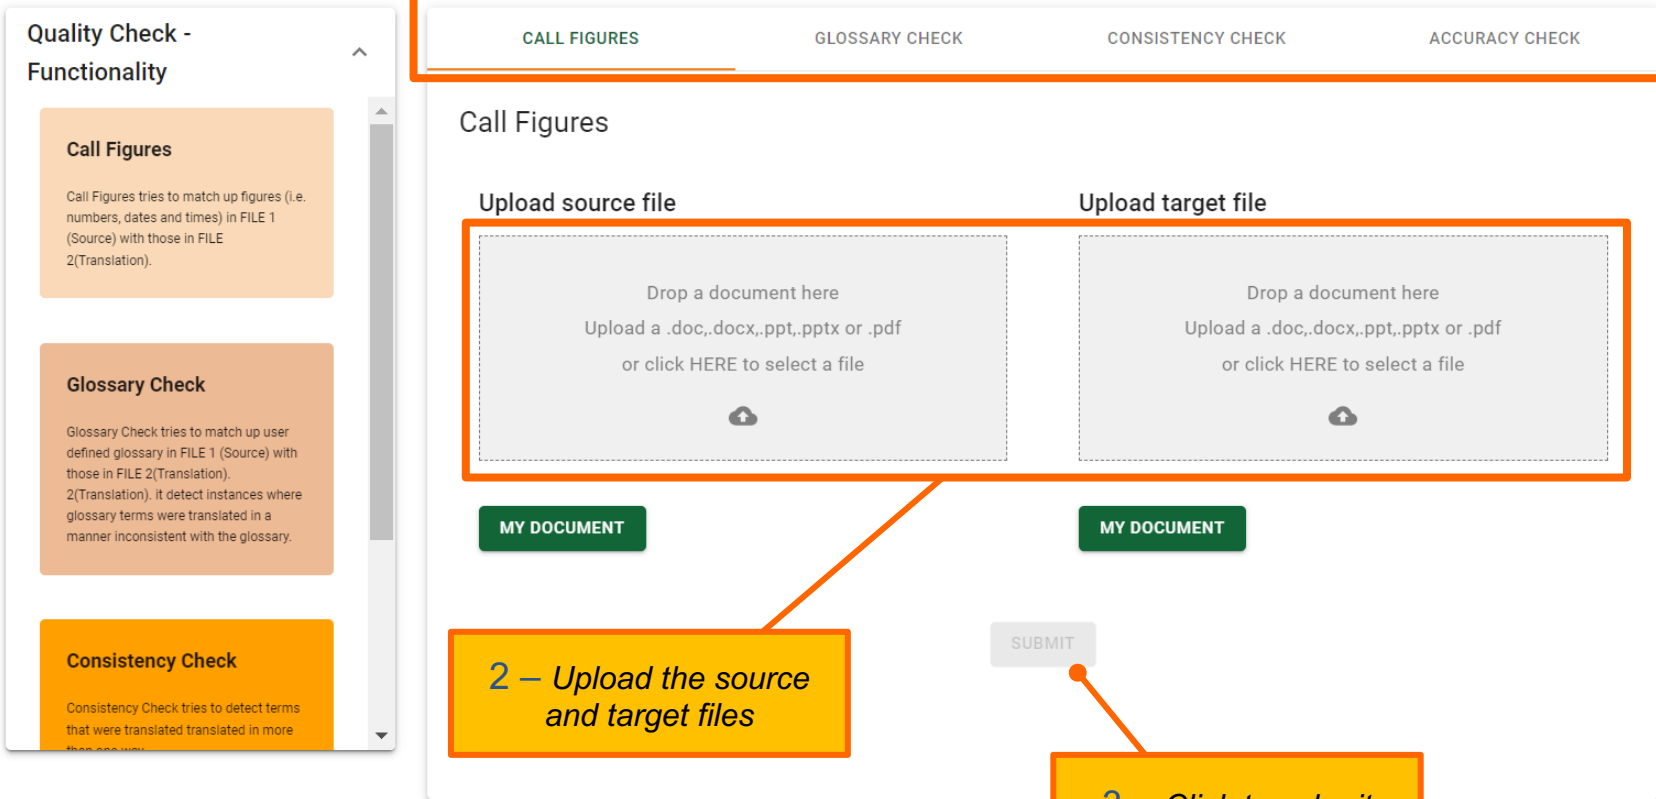 Quality Check -
Functionality
Call Figures
Call Figures tries to match up figures (i.e.
numbers, dates and times) in FILE 1
(Source) with those in FILE
2(Translation).
Glossary Check
Glossary Check tries to match up user
defined glossary in FILE 1 (Source) with
those in FILE 2(Translation).
2(Translation). it detect instances where
glossary terms were translated in a
manner inconsistent with the glossary.
Consistency Check
Consistency Check tries to detect terms
that were translated translated in more
than one way
CALL FIGURES
GLOSSARY CHECK
CONSISTENCY CHECK
ACCURACY CHECK
Call Figures
Upload source file
Drop a document here
Upload a .doc,.docx,.ppt,.pptx or .pdf
or click HERE to select a file
MY DOCUMENT
Upload target file
Drop a document here
Upload a .doc,.docx,.ppt,.pptx or .pdf
or click HERE to select a file
MY DOCUMENT
SUBMIT
2 – Upload the source
and target files
3 – Click to submit